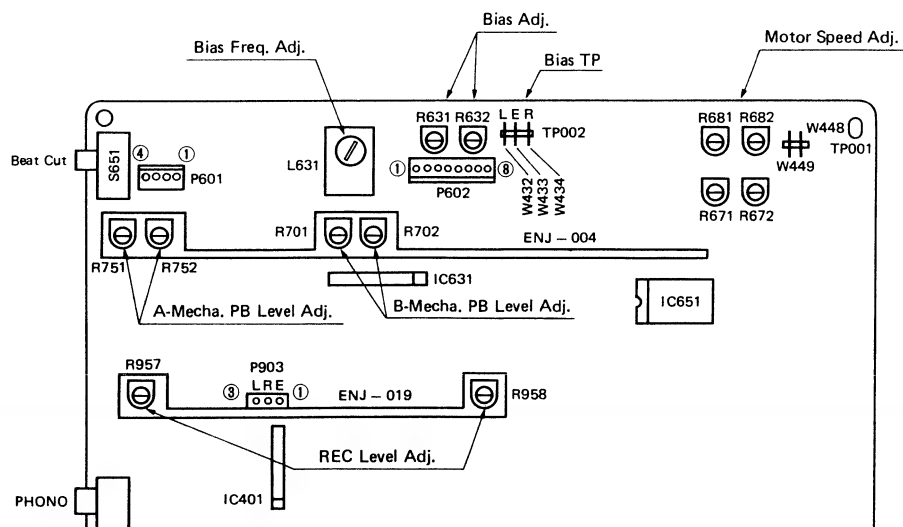 Bias Adj.
Bias Freq. Adj.
Motor Speed Adj.
Bias TP
R631 R632
L E R
TP002
R681 R682
W448
TP001
W449
Beat Cut
S651
④ ①
P601
L631
① ⑧
P602
W432
W433
W434
R671 R672
R701
R702
ENJ – 004
R751
R752
IC631
IC651
A-Mecha. PB Level Adj.
B-Mecha. PB Level Adj.
R957
P903
③ L R E ①
ENJ – 019
R958
REC Level Adj.
IC401
PHONO